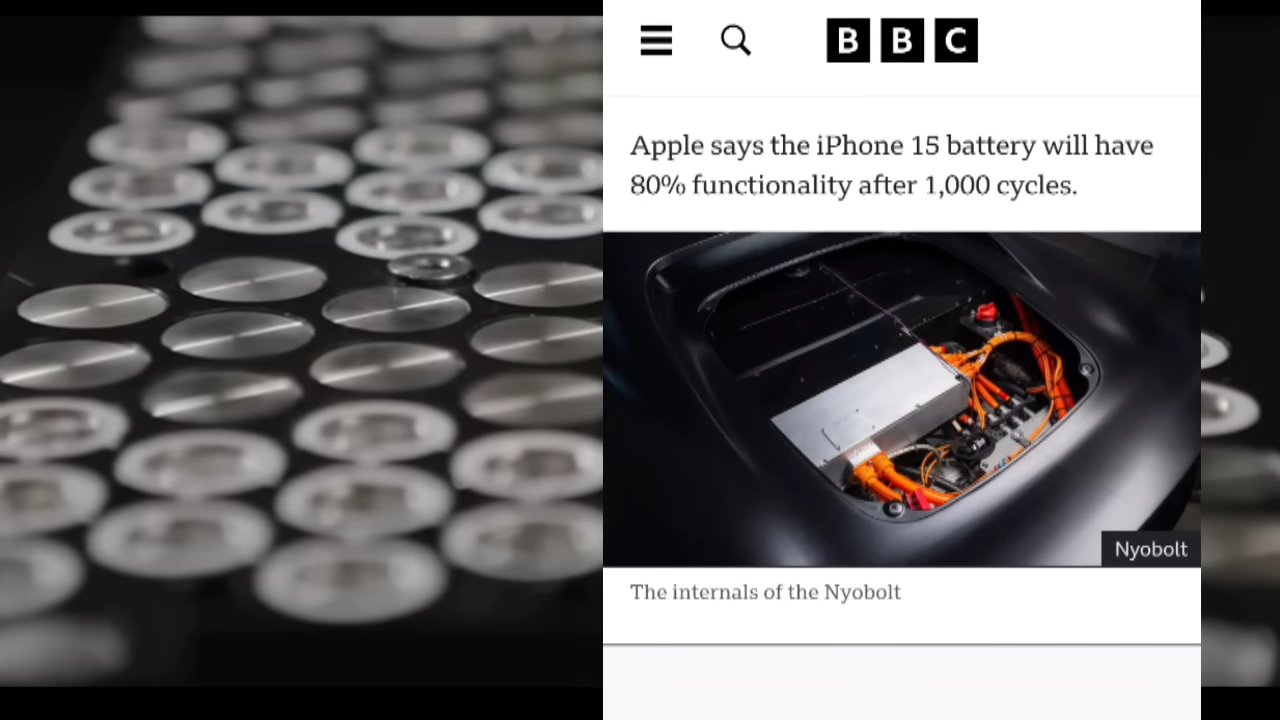 BBC
Apple says the iPhone 15 battery will have
80% functionality after 1,000 cycles.
Nyobolt
The internals of the Nyobolt